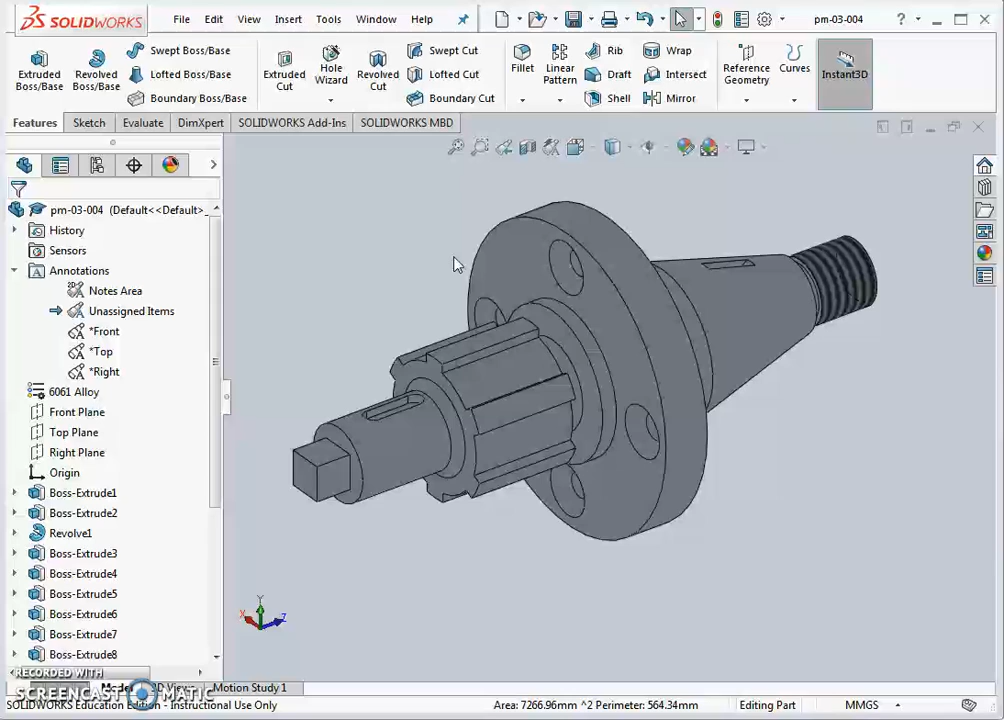 SOLIDWORKS File Edit View Insert Tools Window Help pm-03-004 ?
Extruded Boss/Base
Revolved Boss/Base
Swept Boss/Base
Lofted Boss/Base
Boundary Boss/Base
Extruded Cut
Hole Wizard
Revolved Cut
Swept Cut
Lofted Cut
Boundary Cut
Fillet
Linear Pattern
Rib
Draft
Shell
Wrap
Intersect
Mirror
Reference Geometry
Curves
Instant3D
Features Sketch Evaluate DimXpert SOLIDWORKS Add-Ins SOLIDWORKS MBD
pm-03-004 (Default<<Default>_
History
Sensors
Annotations
Notes Area
Unassigned Items
*Front
*Top
*Right
6061 Alloy
Front Plane
Top Plane
Right Plane
Origin
Boss-Extrude1
Boss-Extrude2
Revolve1
Boss-Extrude3
Boss-Extrude4
Boss-Extrude5
Boss-Extrude6
Boss-Extrude7
Boss-Extrude8
X Y Z
RECORDED WITH
SCREENCAST MATIC
Model 3D Views Motion Study 1
SOLIDWORKS Education Edition - Instructional Use Only Area: 7266.96mm ^2 Perimeter: 564.34mm Editing Part MMGS